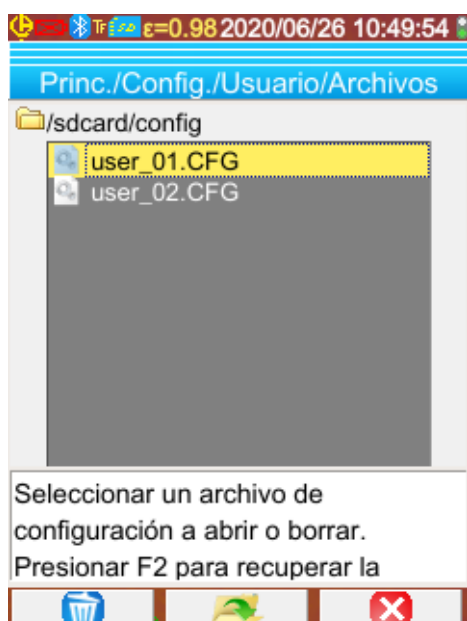 TF ε=0.98 2020/06/26 10:49:54
Princ./Config./Usuario/Archivos
/sdcard/config
user_01.CFG
user_02.CFG
Seleccionar un archivo de
configuración a abrir o borrar.
Presionar F2 para recuperar la